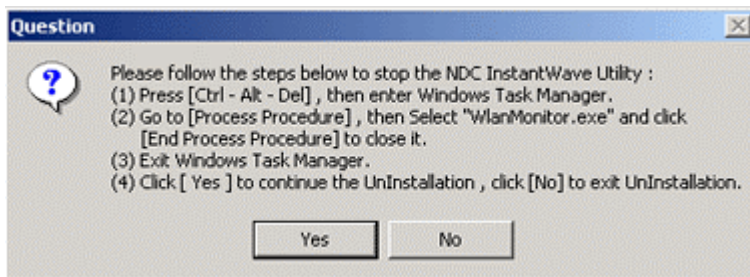 Question
Please follow the steps below to stop the NDC InstantWave Utility :
(1) Press [Ctrl - Alt - Del] , then enter Windows Task Manager.
(2) Go to [Process Procedure] , then Select "WlanMonitor.exe" and click
[End Process Procedure] to close it.
(3) Exit Windows Task Manager.
(4) Click [ Yes ] to continue the UnInstallation , click [No] to exit UnInstallation.
Yes No